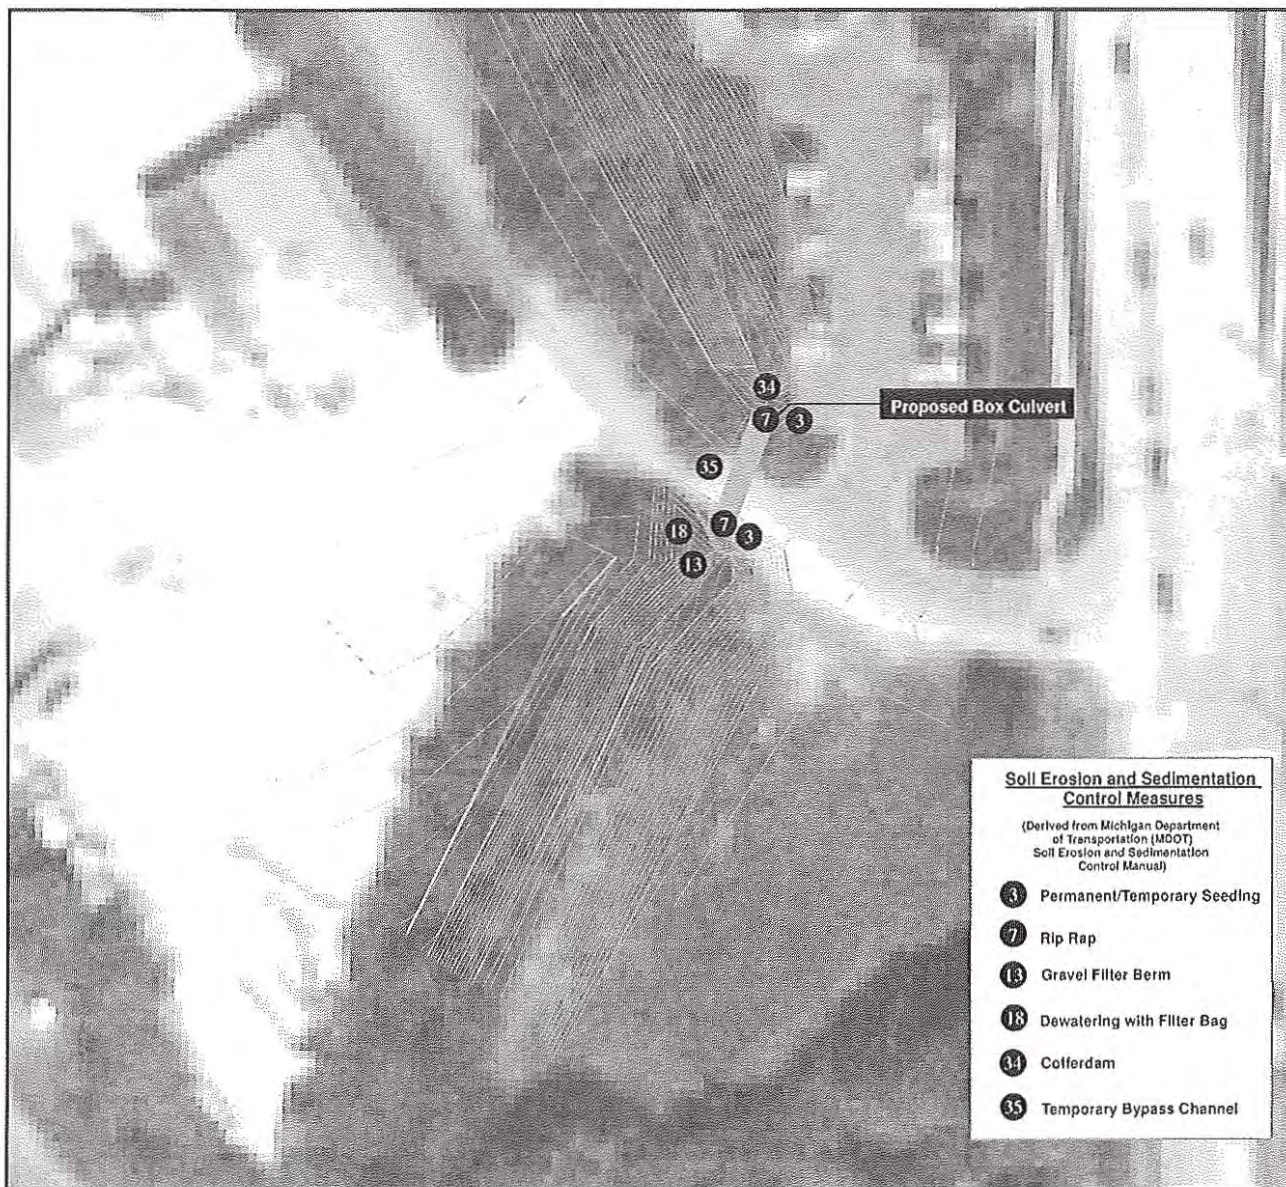 34
7
3
Proposed Box Culvert
35
7
18
3
13
Soil Erosion and Sedimentation
Control Measures
(Derived from Michigan Department
of Transportation (MDOT)
Soil Erosion and Sedimentation
Control Manual)
3 Permanent/Temporary Seeding
7 Rip Rap
13 Gravel Filter Berm
18 Dewatering with Filter Bag
34 Cofferdam
35 Temporary Bypass Channel